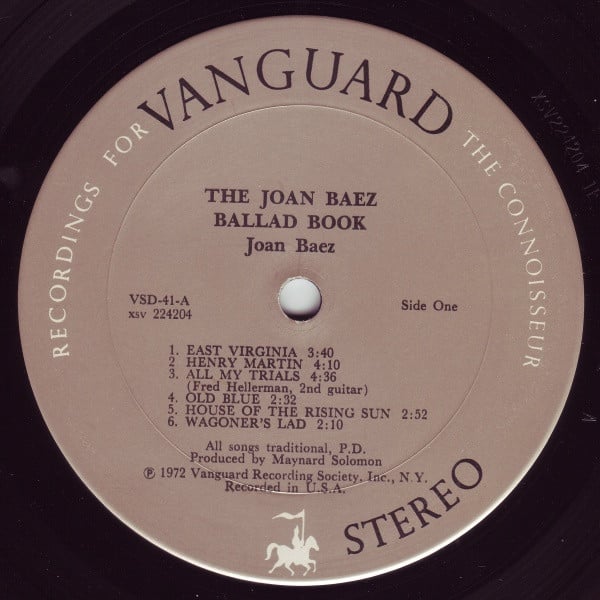 VANGUARD
RECORDINGS FOR THE CONNOISSEUR
THE JOAN BAEZ
BALLAD BOOK
Joan Baez
VSD-41-A
XSV 224204
Side One
1. EAST VIRGINIA 3:40
2 HENRY MARTIN 4:10
3. ALL MY TRIALS 4:36
(Fred Hellerman, 2nd guitar)
4. OLD BLUE 2:32
5. HOUSE OF THE RISING SUN 2:52
6. WAGONER'S LAD 2:10
All songs traditional, P.D.
Produced by Maynard Solomon
℗ 1972 Vanguard Recording Society, Inc., N.Y.
Recorded in U.S.A.
STEREO